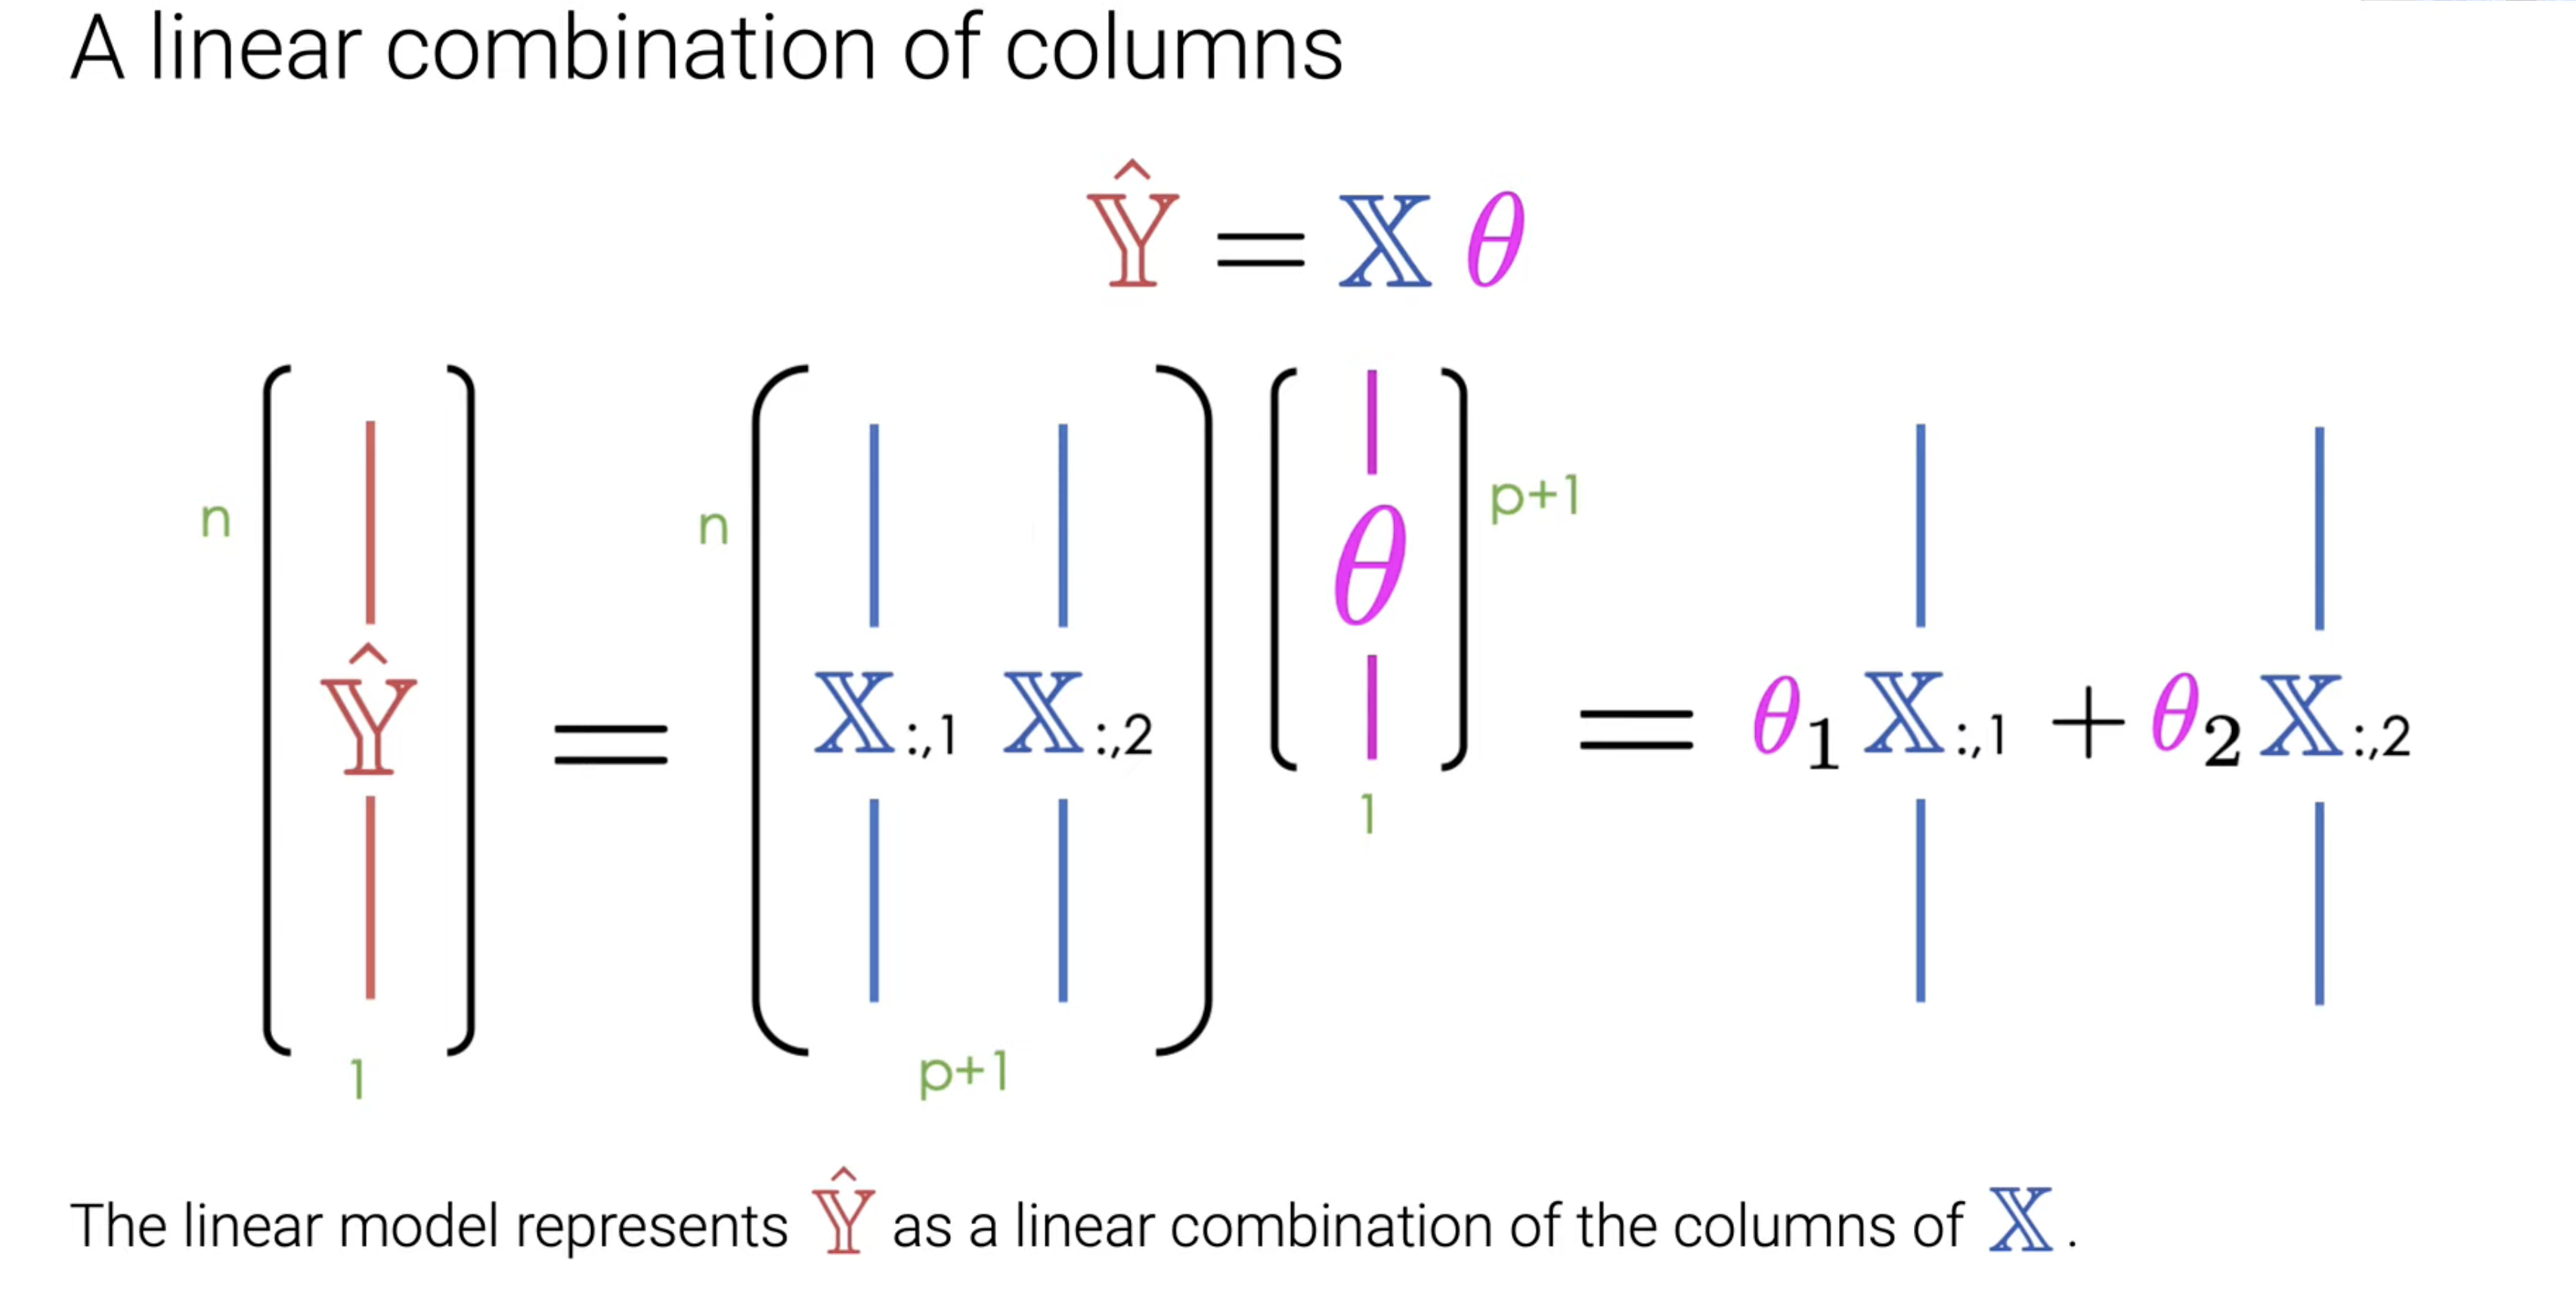 A linear combination of columns
Ŷ = 𝕏 θ
n
Ŷ
1
=
n
𝕏:,1 𝕏:,2
p+1
θ
p+1
1
= θ1 𝕏:,1 + θ2 𝕏:,2
The linear model represents Ŷ as a linear combination of the columns of 𝕏 .